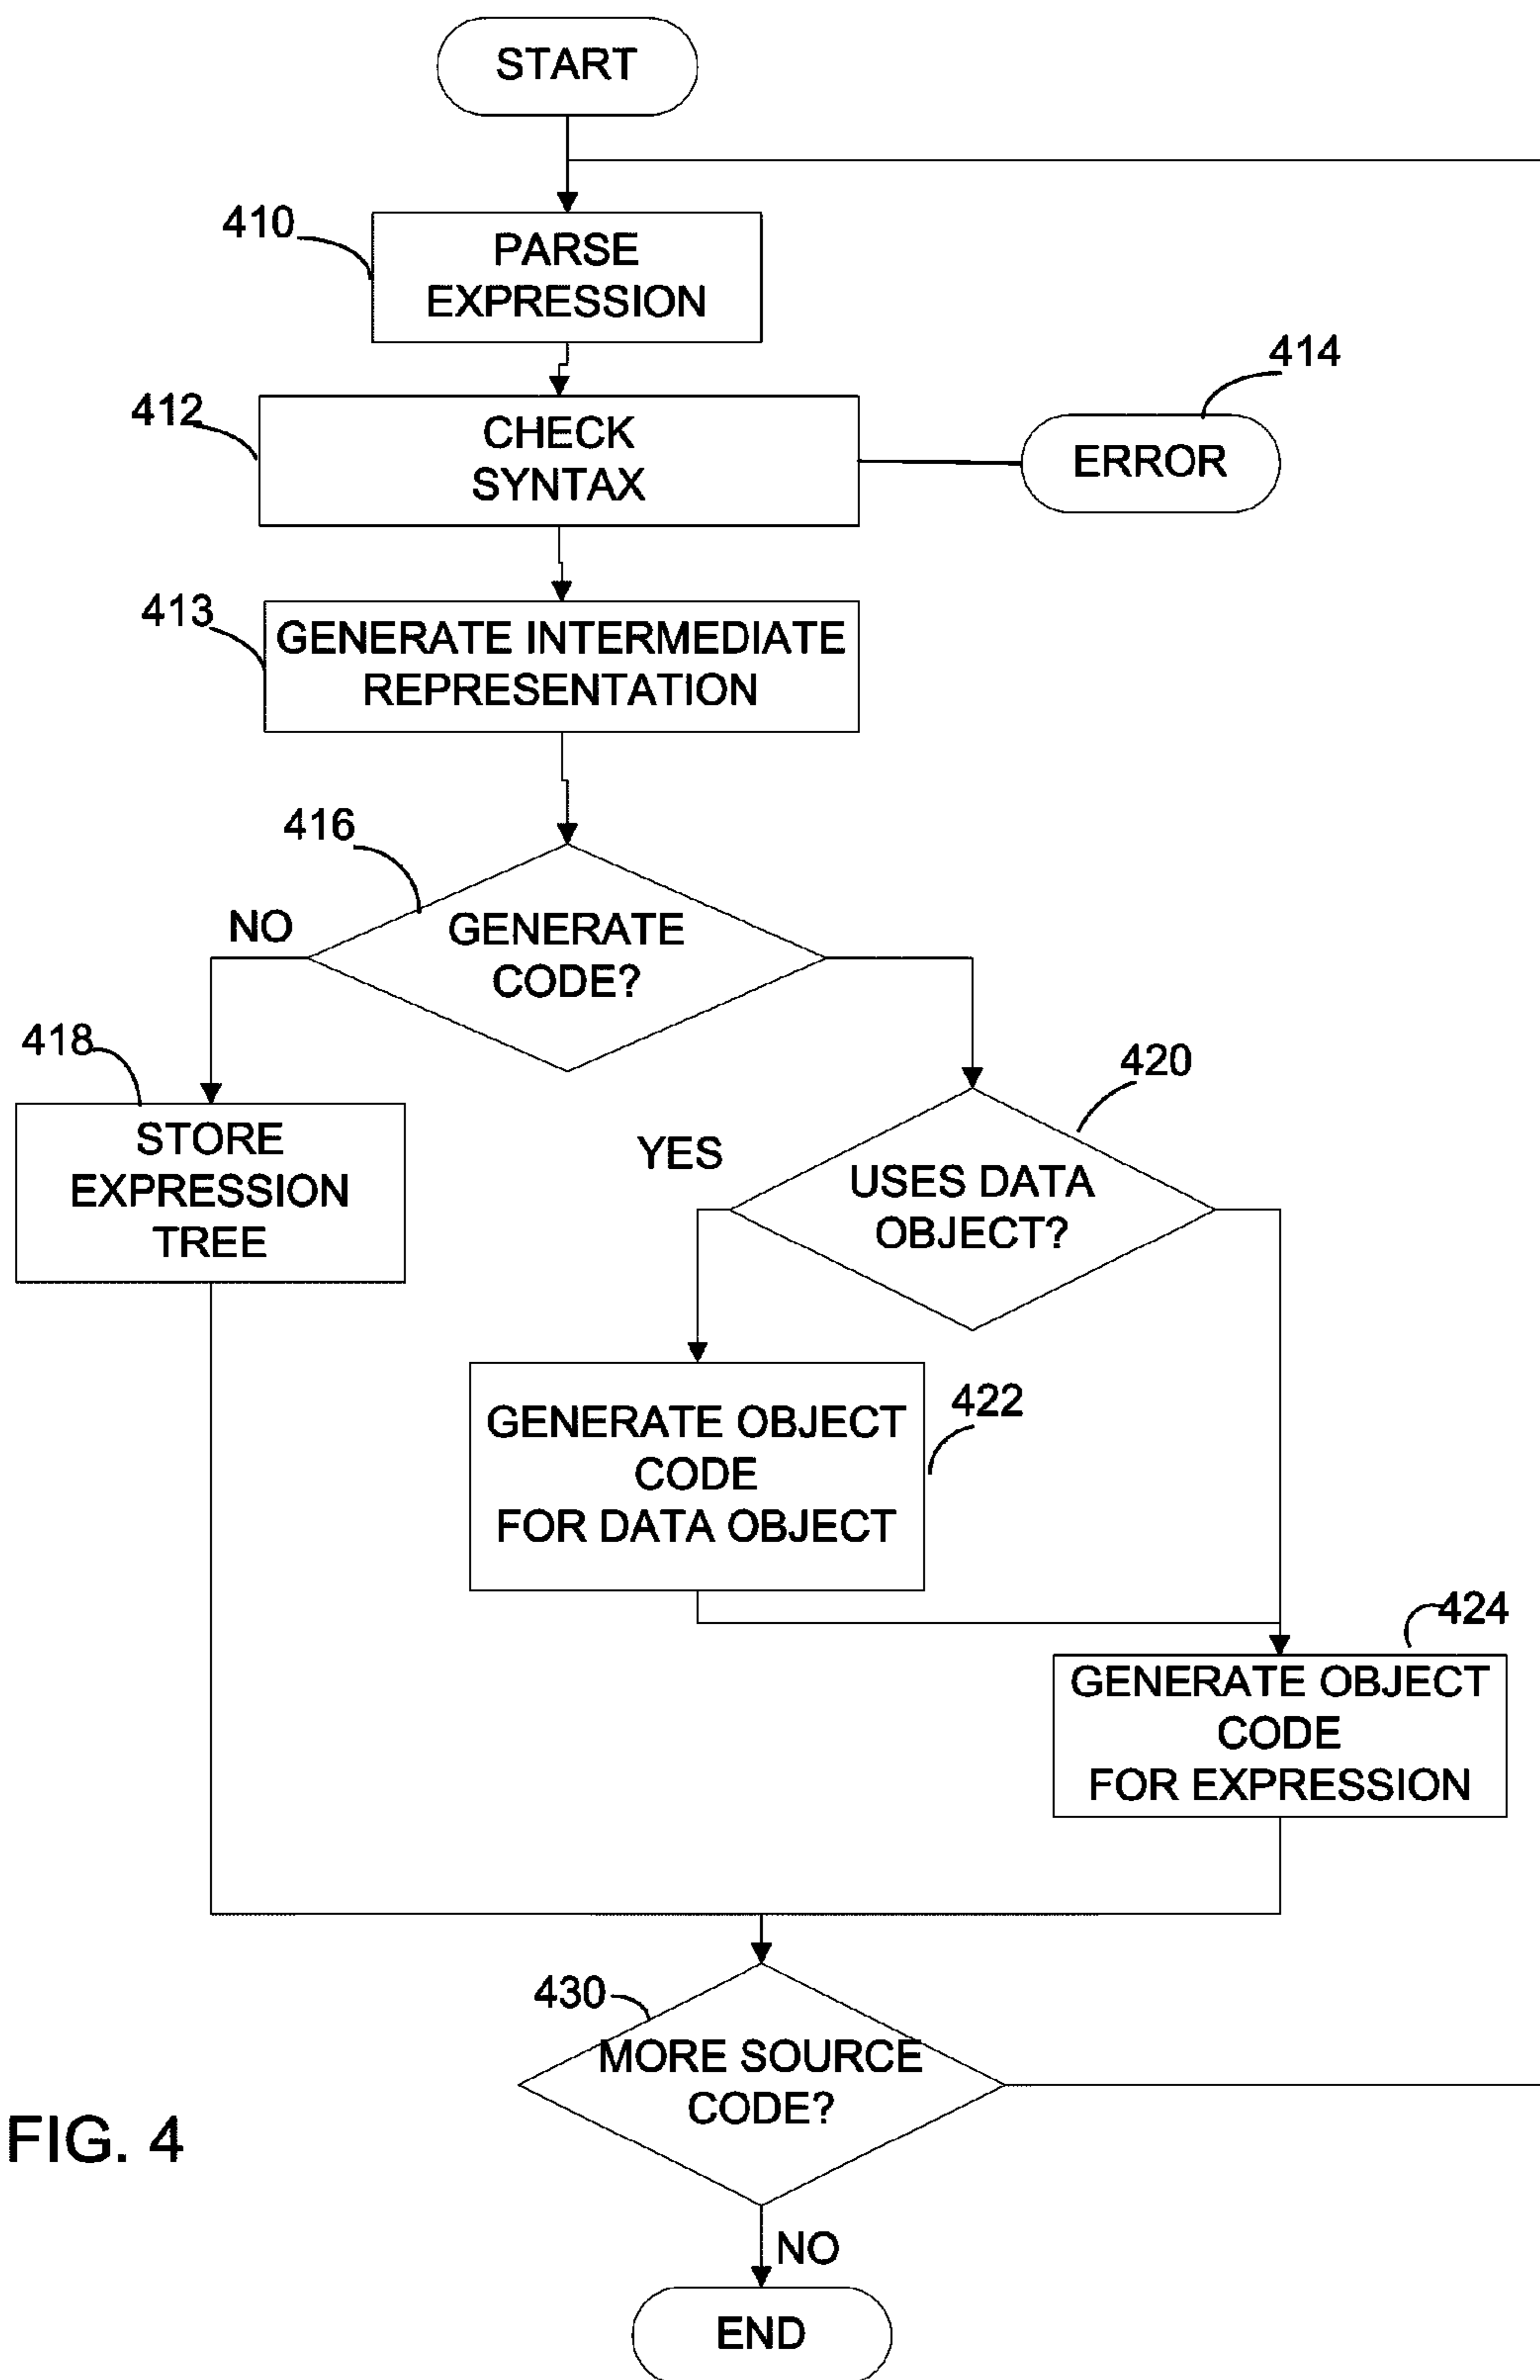 START
410
PARSE
EXPRESSION
414
412
CHECK
SYNTAX
ERROR
413
GENERATE INTERMEDIATE
REPRESENTATION
416
NO
GENERATE
CODE?
418
STORE
EXPRESSION
TREE
420
YES
USES DATA
OBJECT?
422
GENERATE OBJECT
CODE
FOR DATA OBJECT
424
GENERATE OBJECT
CODE
FOR EXPRESSION
430
MORE SOURCE
CODE?
FIG. 4
NO
END